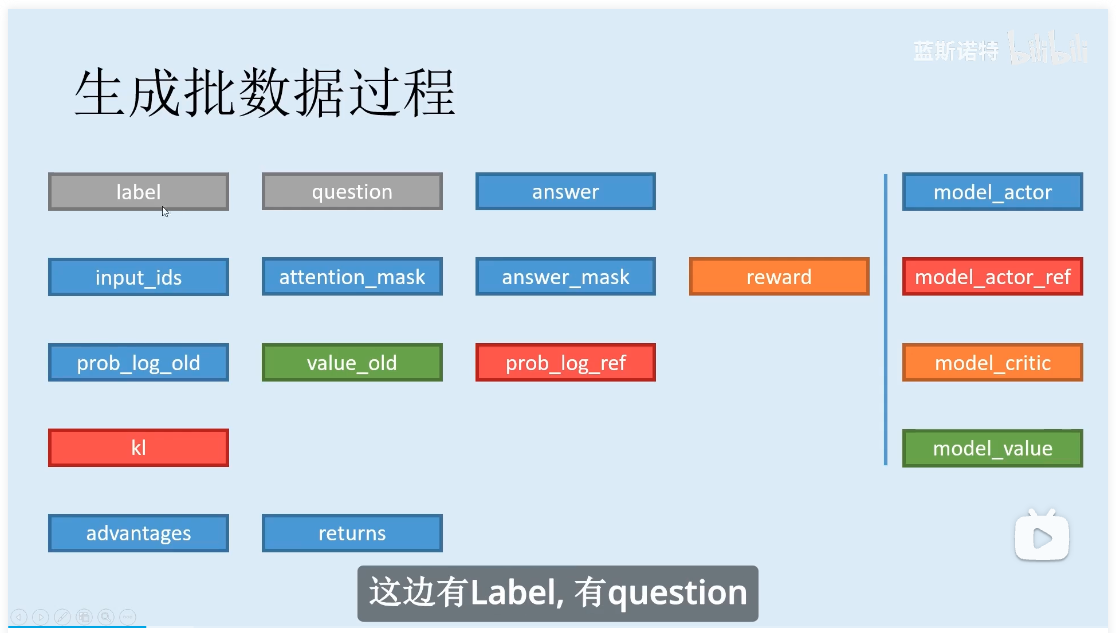 蓝斯诺特 bilibili
生成批数据过程
label question answer model_actor
input_ids attention_mask answer_mask reward model_actor_ref
prob_log_old value_old prob_log_ref model_critic
kl model_value
advantages returns
这边有Label, 有question